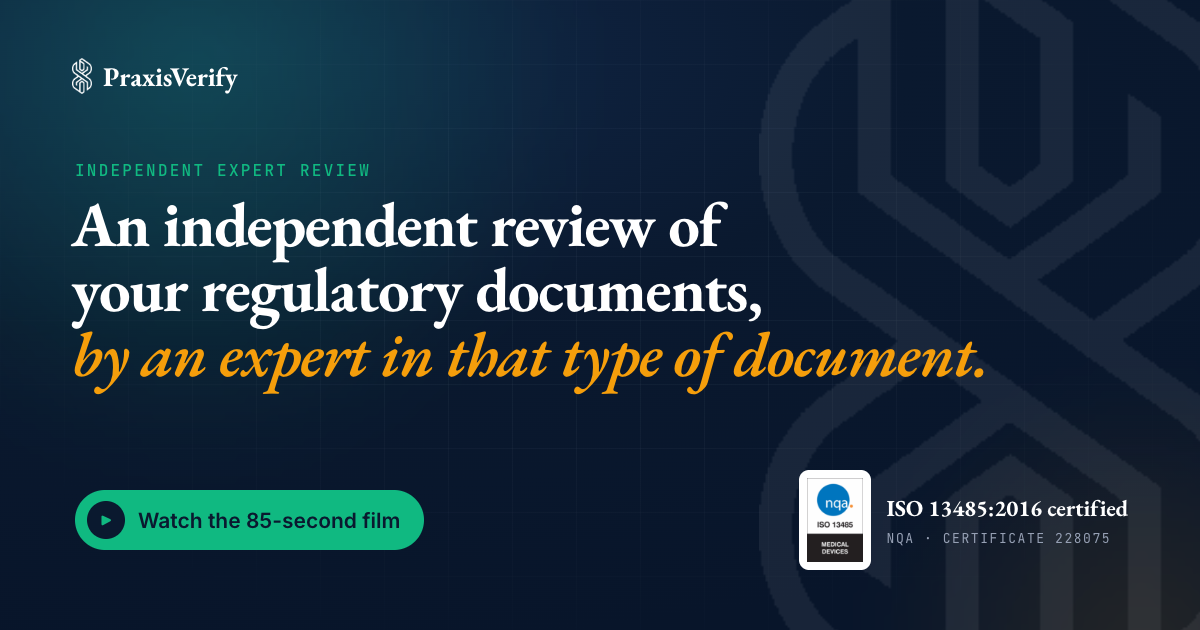 PraxisVerify
INDEPENDENT EXPERT REVIEW
An independent review of
your regulatory documents,
by an expert in that type of document.
Watch the 85-second film
nqa.
ISO 13485
MEDICAL
DEVICES
ISO 13485:2016 certified
NQA · CERTIFICATE 228075